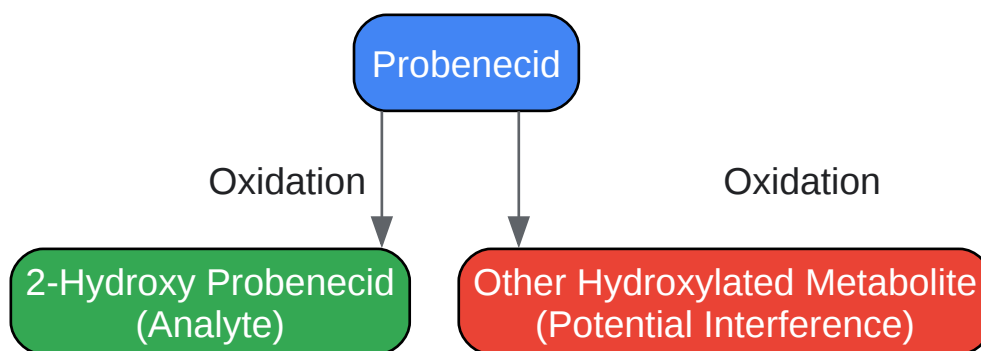 Probenecid
Oxidation
Oxidation
2-Hydroxy Probenecid
(Analyte)
Other Hydroxylated Metabolite
(Potential Interference)